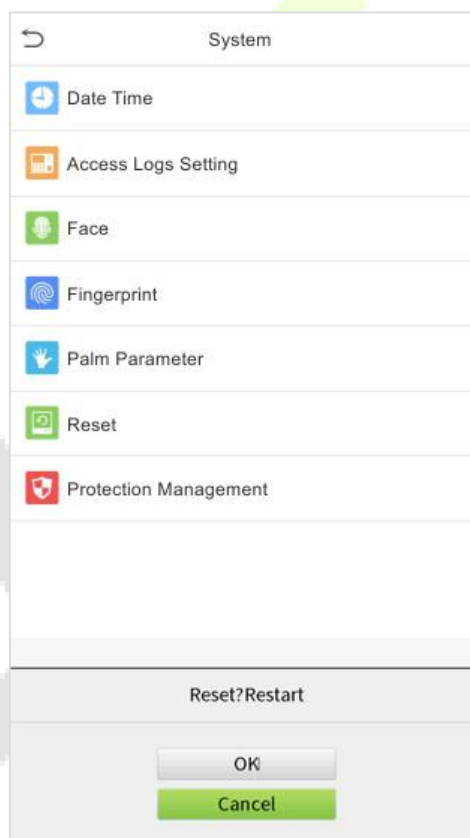 System
Date Time
Access Logs Setting
Face
Fingerprint
Palm Parameter
Reset
Protection Management
Reset?Restart
OK
Cancel